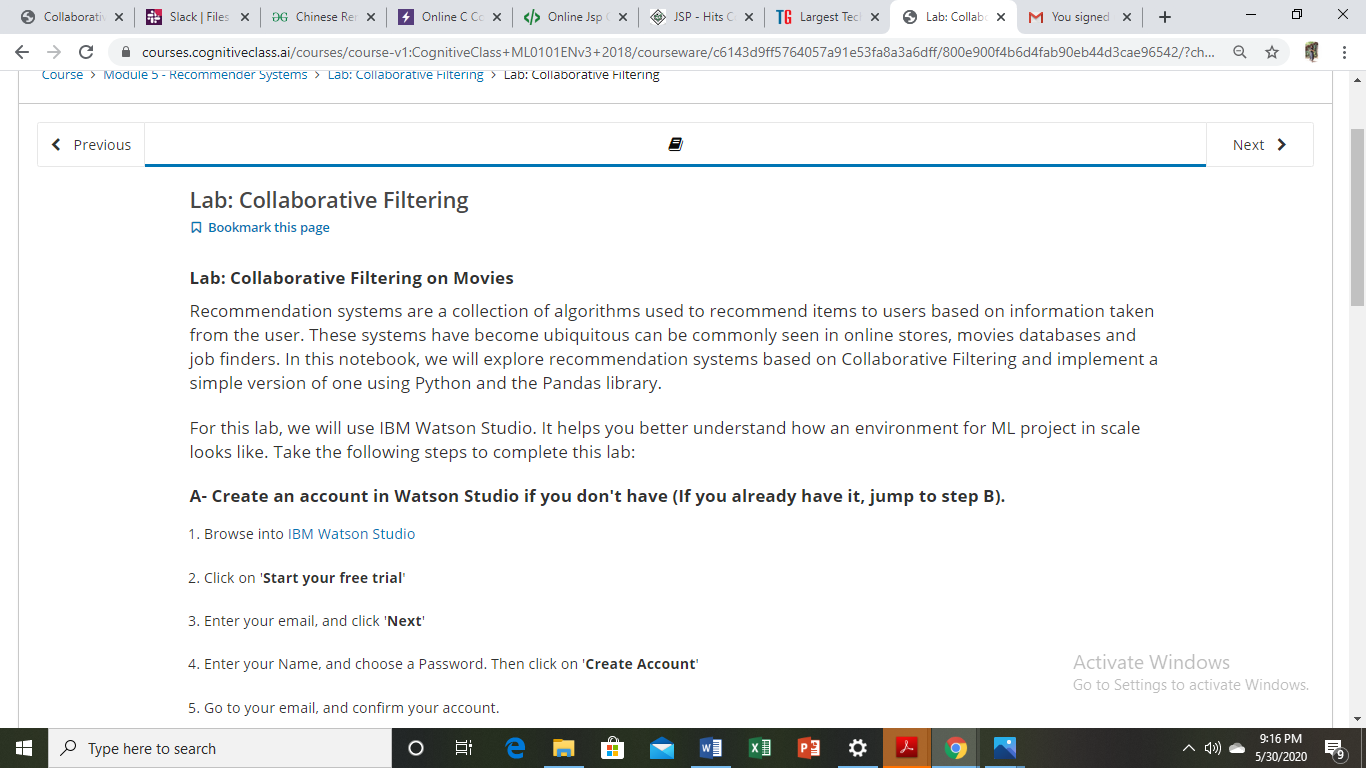 Collaborativ
Slack | Files
Chinese Rer
Online C Co
Online Jsp C
JSP - Hits C
Largest Tecl
Lab: Collabo
You signed
courses.cognitiveclass.ai/courses/course-v1:CognitiveClass+ML0101ENv3+2018/courseware/c6143d9ff5764057a91e53fa8a3a6dff/800e900f4b6d4fab90eb44d3cae96542/?ch...
Course > Module 5 - Recommender Systems > Lab: Collaborative Filtering > Lab: Collaborative Filtering
Previous
Next
Lab: Collaborative Filtering
Bookmark this page
Lab: Collaborative Filtering on Movies
Recommendation systems are a collection of algorithms used to recommend items to users based on information taken
from the user. These systems have become ubiquitous can be commonly seen in online stores, movies databases and
job finders. In this notebook, we will explore recommendation systems based on Collaborative Filtering and implement a
simple version of one using Python and the Pandas library.
For this lab, we will use IBM Watson Studio. It helps you better understand how an environment for ML project in scale
looks like. Take the following steps to complete this lab:
A- Create an account in Watson Studio if you don't have (If you already have it, jump to step B).
1. Browse into IBM Watson Studio
2. Click on 'Start your free trial'
3. Enter your email, and click 'Next'
4. Enter your Name, and choose a Password. Then click on 'Create Account'
5. Go to your email, and confirm your account.
Activate Windows
Go to Settings to activate Windows.
Type here to search
9:16 PM
5/30/2020
9